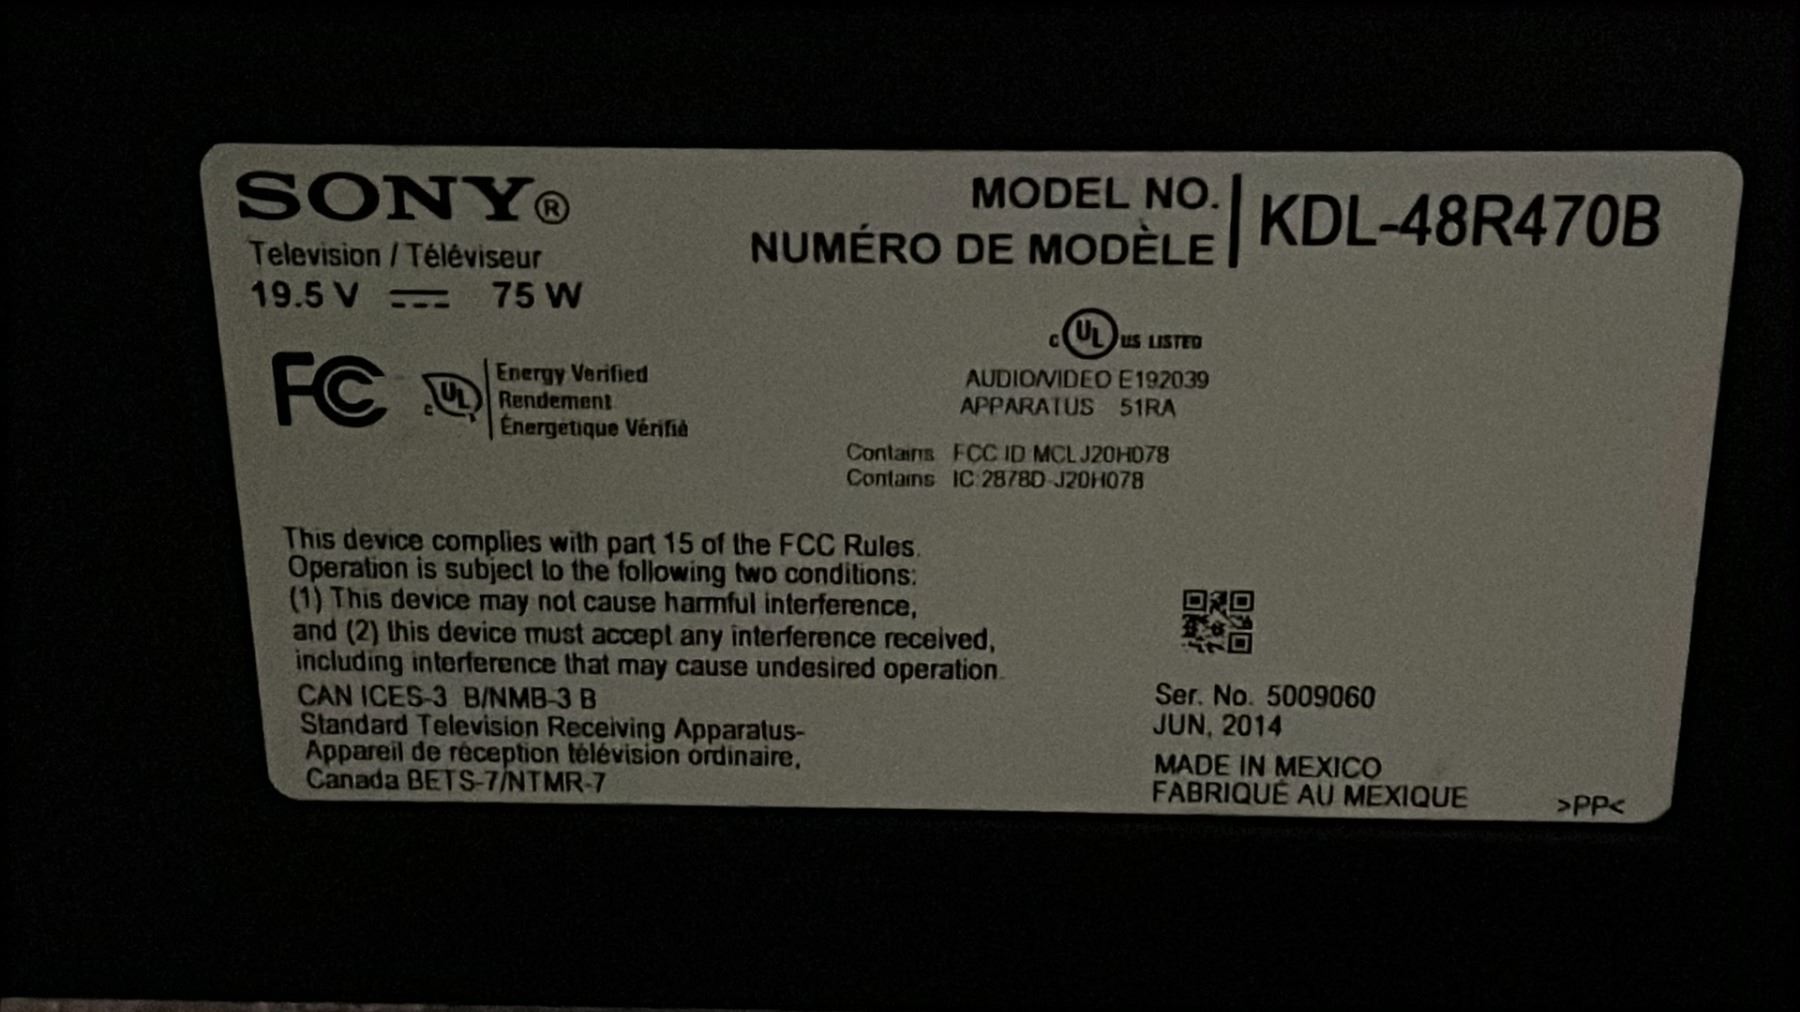 SONY®
Television / Téléviseur
19.5 V 75 W
MODEL NO.
NUMÉRO DE MODÈLE
KDL-48R470B
FC
c UL Energy Verified
Rendement
Énergétique Vérifié
c UL US LISTED
AUDIO/VIDEO E192039
APPARATUS 51RA
Contains FCC ID MCLJ20H078
Contains IC:2878D-J20H078
This device complies with part 15 of the FCC Rules.
Operation is subject to the following two conditions:
(1) This device may not cause harmful interference,
and (2) this device must accept any interference received,
including interference that may cause undesired operation.
CAN ICES-3 B/NMB-3 B
Standard Television Receiving Apparatus-
Appareil de réception télévision ordinaire,
Canada BETS-7/NTMR-7
Ser. No. 5009060
JUN, 2014
MADE IN MEXICO
FABRIQUÉ AU MEXIQUE
>PP<